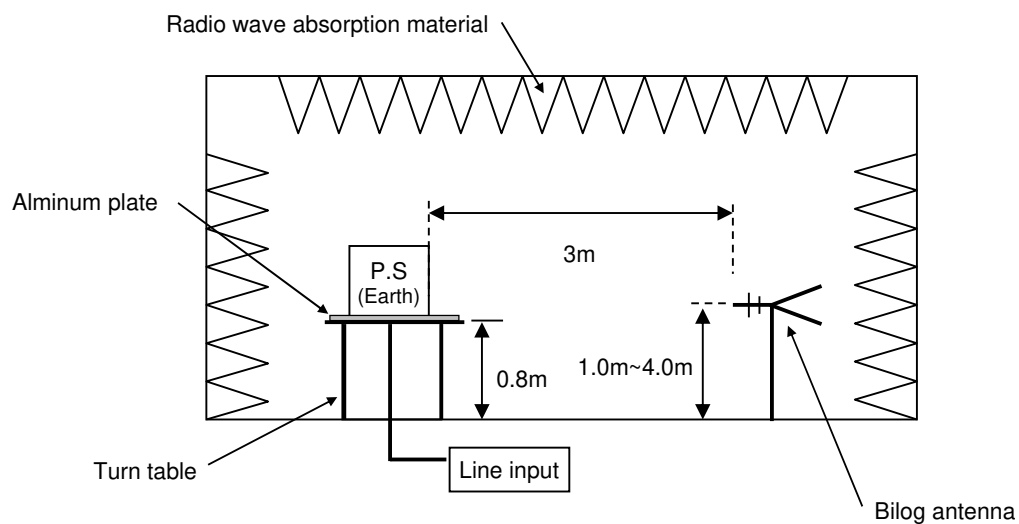 Radio wave absorption material
Alminum plate
3m
P.S
(Earth)
0.8m
1.0m~4.0m
Turn table
Line input
Bilog antenna